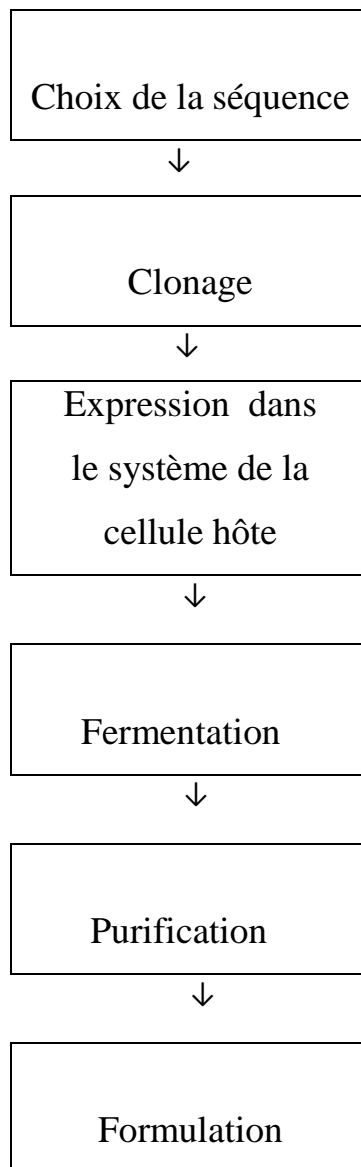 Choix de la séquence
↓
Clonage
↓
Expression dans
le système de la
cellule hôte
↓
Fermentation
↓
Purification
↓
Formulation